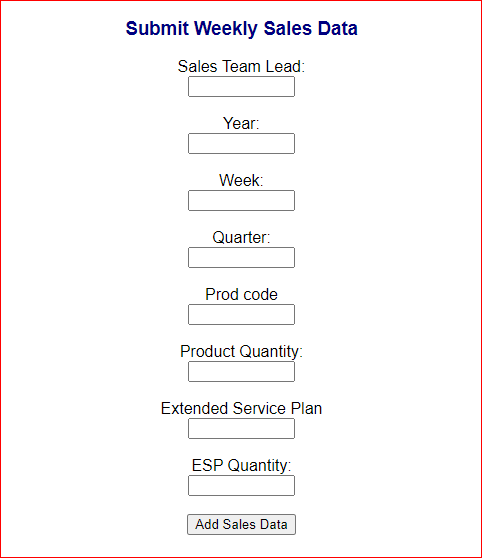 Submit Weekly Sales Data
Sales Team Lead:
Year:
Week:
Quarter:
Prod code
Product Quantity:
Extended Service Plan
ESP Quantity:
Add Sales Data